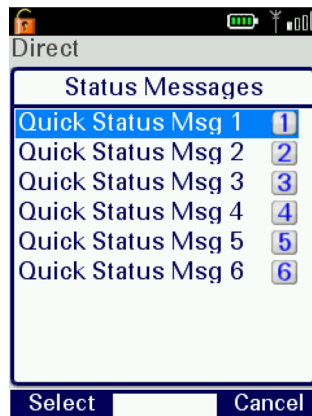 Direct
Status Messages
Quick Status Msg 1 1
Quick Status Msg 2 2
Quick Status Msg 3 3
Quick Status Msg 4 4
Quick Status Msg 5 5
Quick Status Msg 6 6
Select Cancel